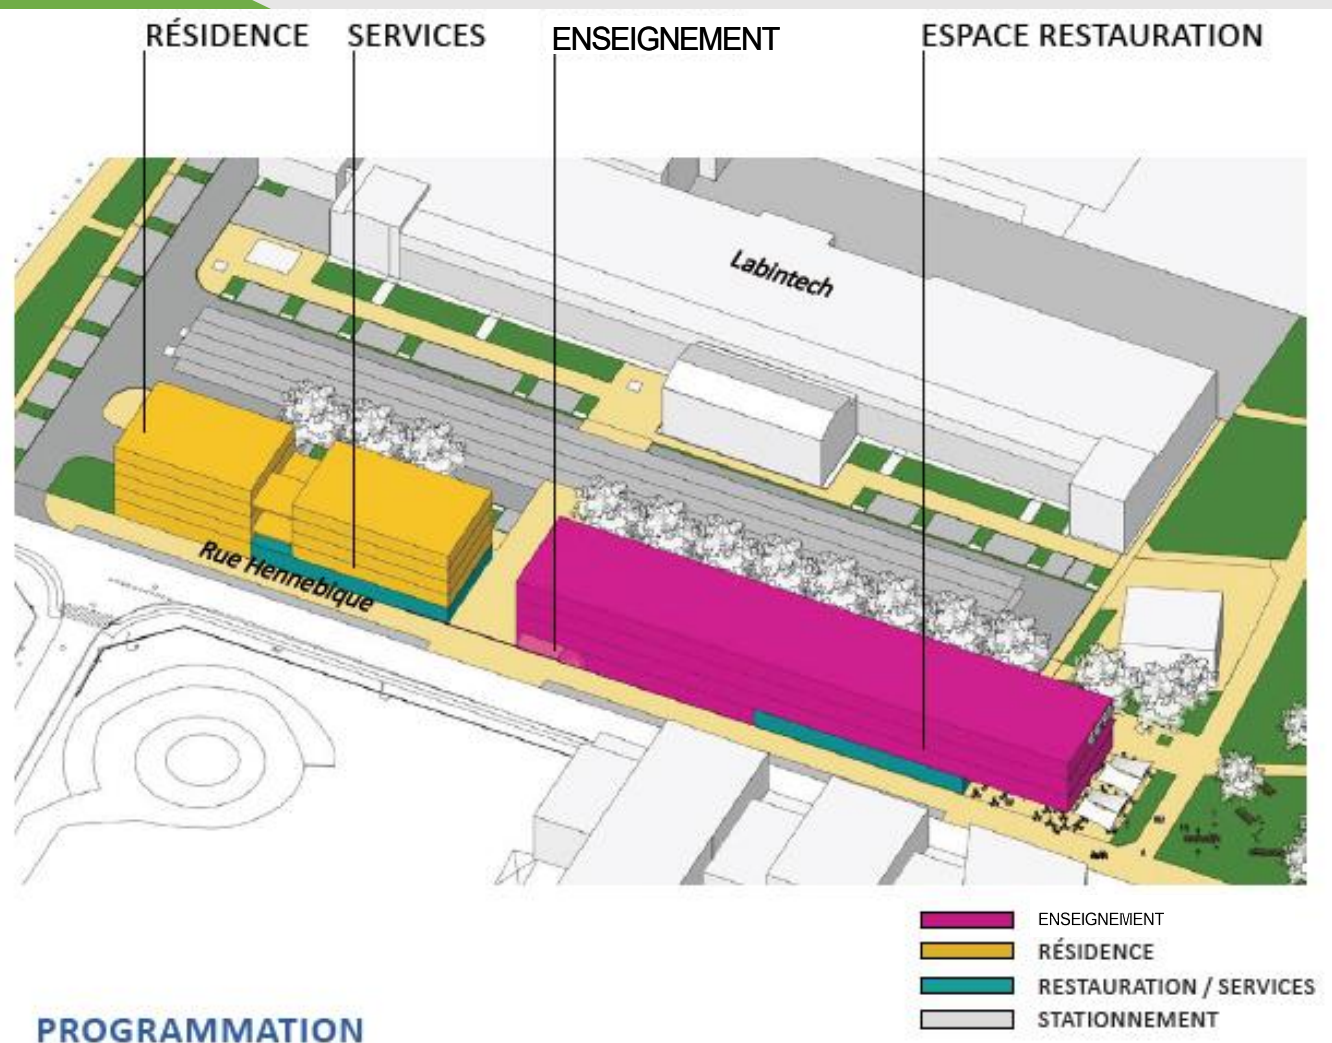 RÉSIDENCE SERVICES ENSEIGNEMENT ESPACE RESTAURATION
Labintech
Rue Hennebique
ENSEIGNEMENT
RÉSIDENCE
RESTAURATION / SERVICES
STATIONNEMENT
PROGRAMMATION